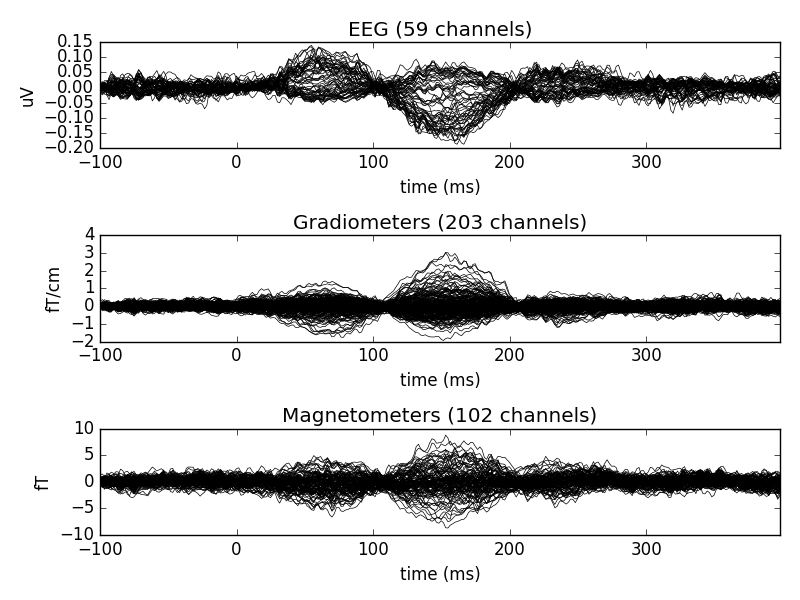 EEG (59 channels)
0.15
0.10
0.05
0.00
−0.05
−0.10
−0.15
−0.20
uV
−100 0 100 200 300
time (ms)
Gradiometers (203 channels)
4
3
2
1
0
−1
−2
fT/cm
−100 0 100 200 300
time (ms)
Magnetometers (102 channels)
10
5
0
−5
−10
fT
−100 0 100 200 300
time (ms)